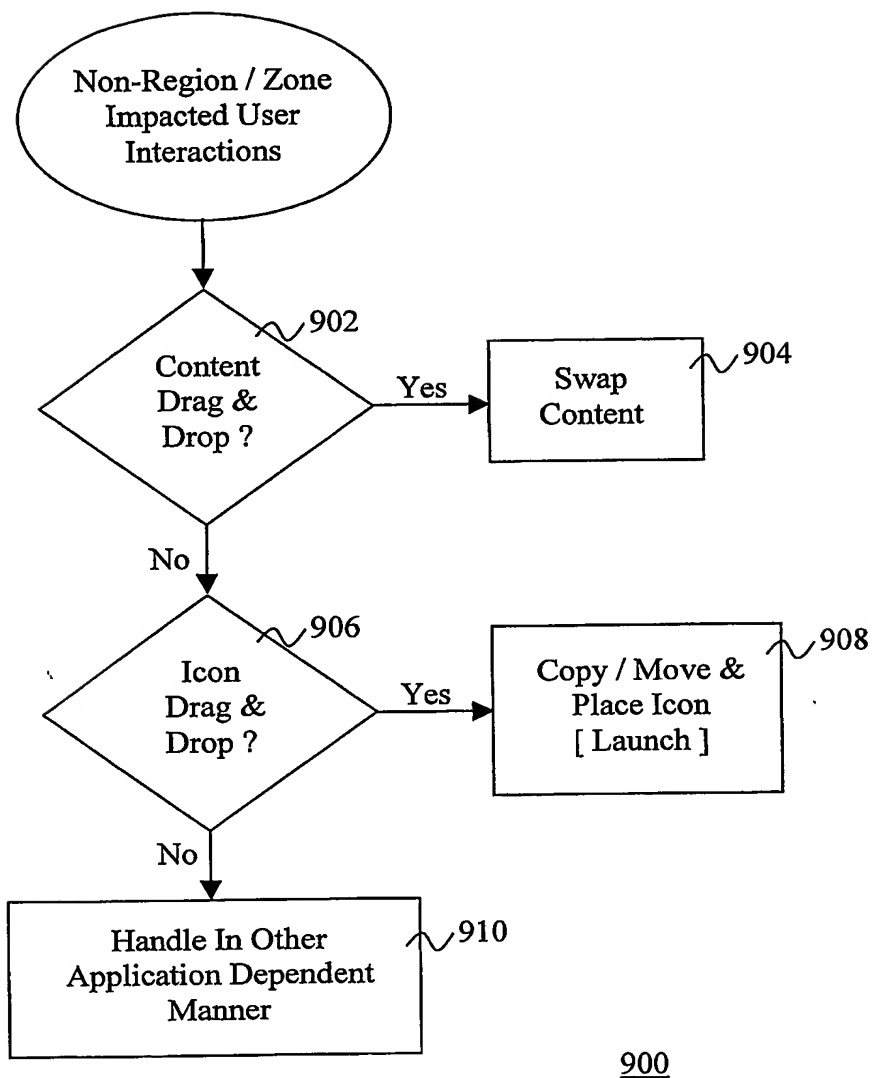 Non-Region / Zone
Impacted User
Interactions
902
Content
Drag &
Drop ?
Yes
904
Swap
Content
No
906
Icon
Drag &
Drop ?
Yes
908
Copy / Move &
Place Icon
[ Launch ]
No
910
Handle In Other
Application Dependent
Manner
900